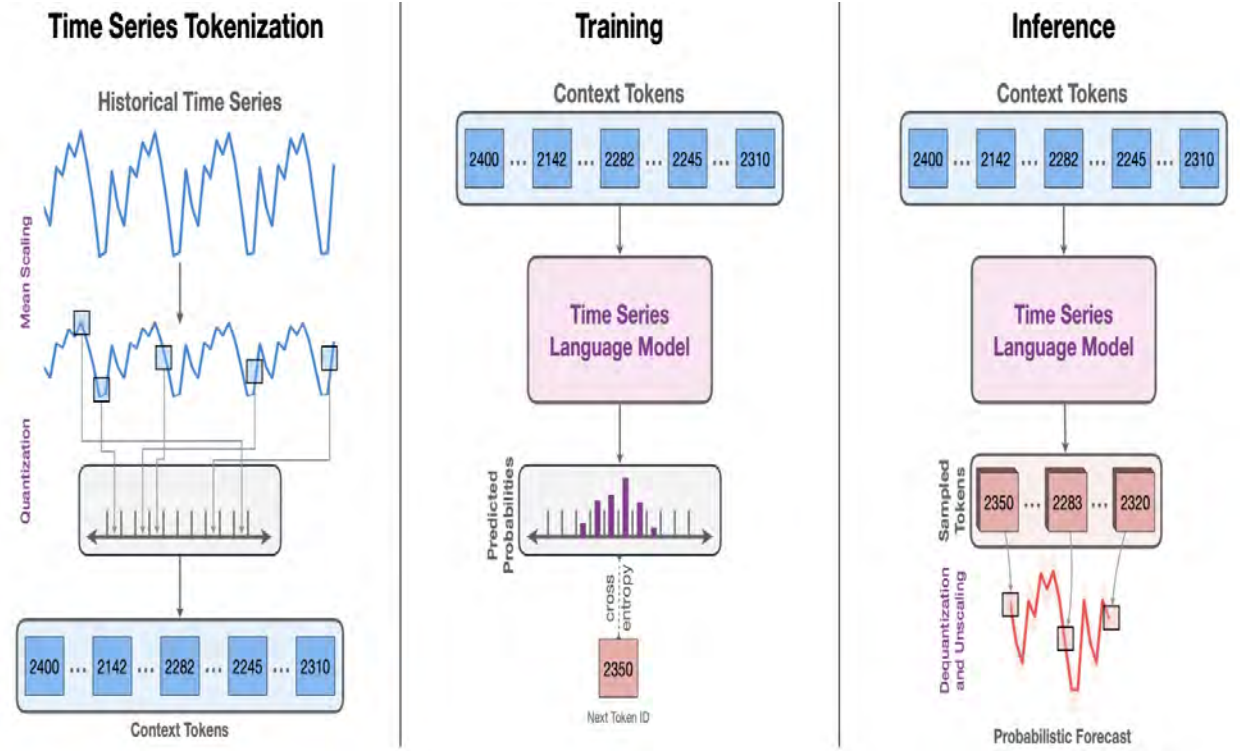 Time Series Tokenization
Historical Time Series
Mean Scaling
Quantization
2400 ... 2142 ... 2282 ... 2245 ... 2310
Context Tokens
Training
Context Tokens
2400 ... 2142 ... 2282 ... 2245 ... 2310
Time Series
Language Model
Predicted
Probabilities
cross
entropy
2350
Next Token ID
Inference
Context Tokens
2400 ... 2142 ... 2282 ... 2245 ... 2310
Time Series
Language Model
Sampled
Tokens
2350 ... 2283 ... 2320
Dequantization
and Unscaling
Probabilistic Forecast